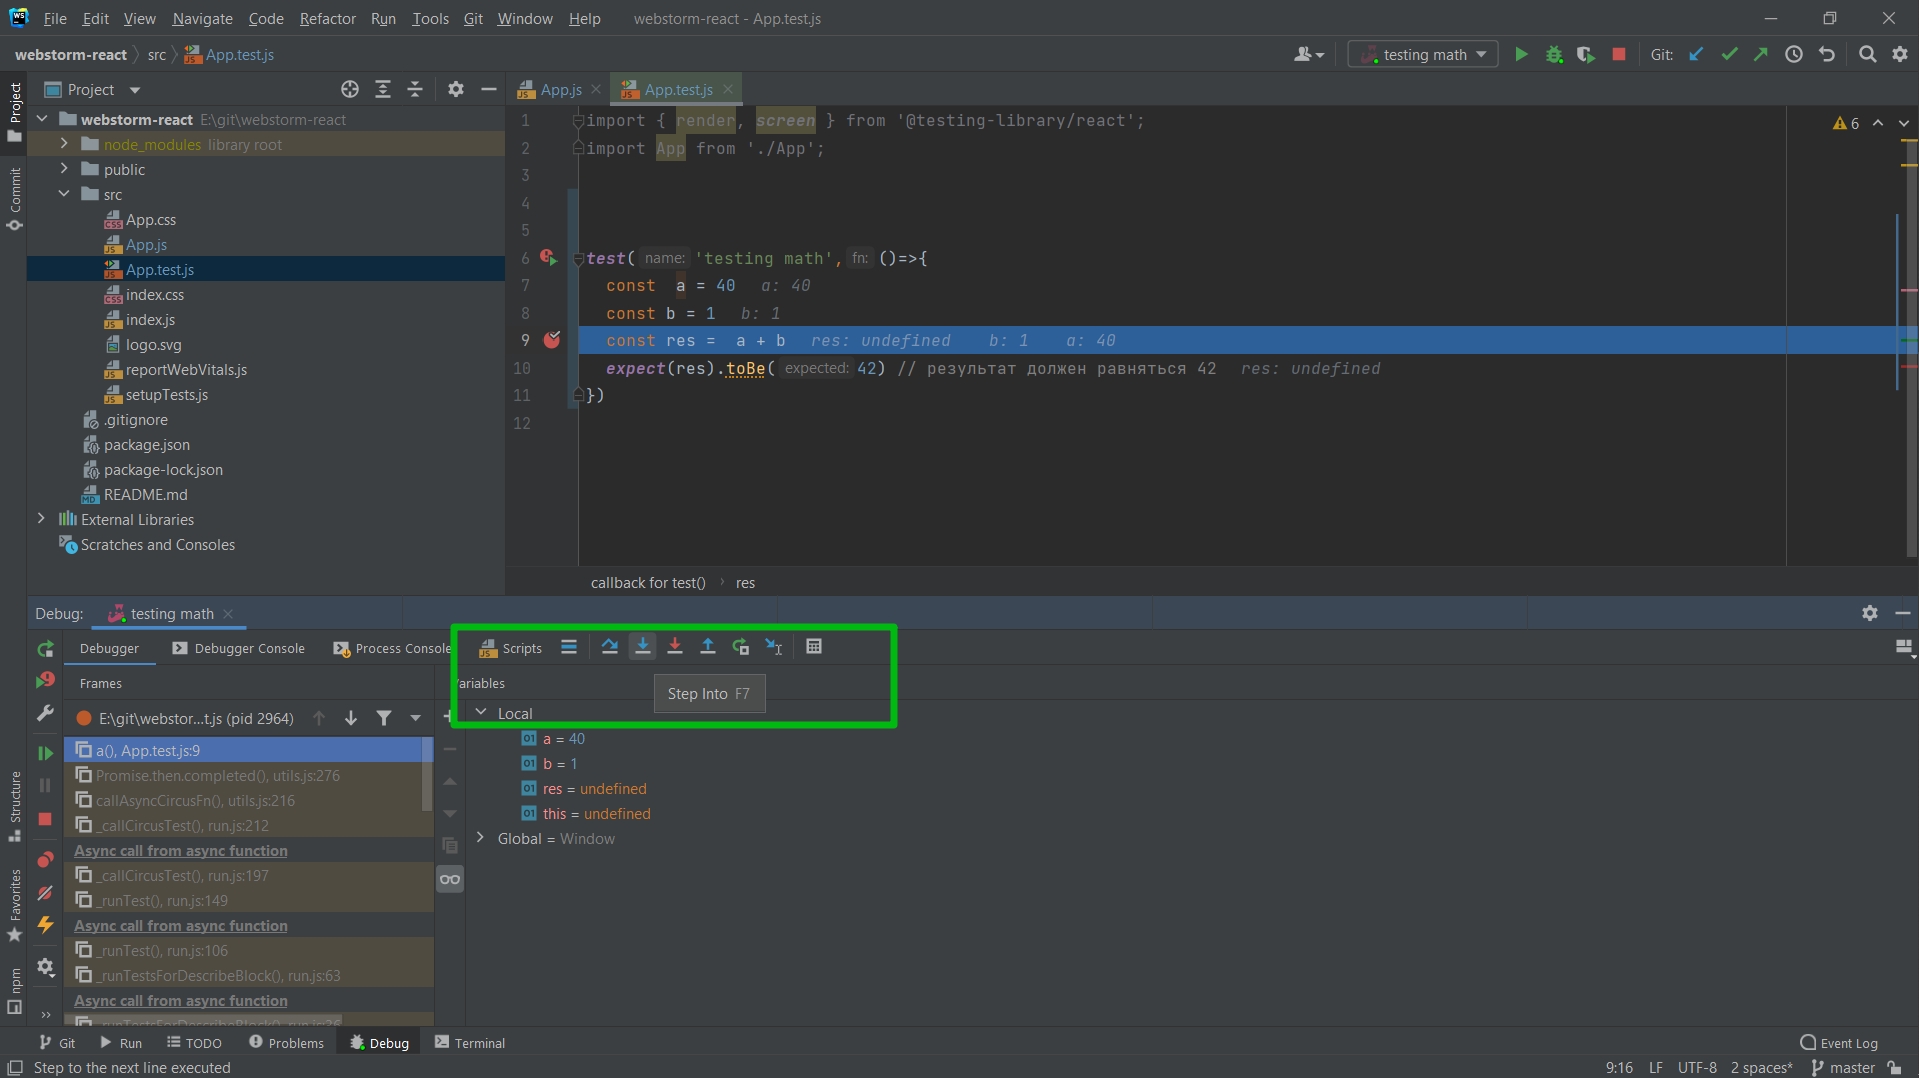 File Edit View Navigate Code Refactor Run Tools Git Window Help webstorm-react - App.test.js
webstorm-react src App.test.js testing math Git:
Project
App.js App.test.js
webstorm-react E:\git\webstorm-react
node_modules library root
public
src
App.css
App.js
App.test.js
index.css
index.js
logo.svg
reportWebVitals.js
setupTests.js
.gitignore
package.json
package-lock.json
README.md
External Libraries
Scratches and Consoles
Project
Commit
Structure
Favorites
npm
1 import { render, screen } from '@testing-library/react';
2 import App from './App';
3
4
5
6 test( name: 'testing math', fn: ()=>{
7 const a = 40 a: 40
8 const b = 1 b: 1
9 const res = a + b res: undefined b: 1 a: 40
10 expect(res).toBe( expected: 42) // результат должен равняться 42 res: undefined
11 })
12
6
callback for test() res
Debug: testing math
Debugger Debugger Console Process Console Scripts
Frames
E:\git\webstor...t.js (pid 2964)
a(), App.test.js:9
Promise.then.completed(), utils.js:276
callAsyncCircusFn(), utils.js:216
_callCircusTest(), run.js:212
Async call from async function
_callCircusTest(), run.js:197
_runTest(), run.js:149
Async call from async function
_runTest(), run.js:106
_runTestsForDescribeBlock(), run.js:63
Async call from async function
ariables
Step Into F7
Local
a = 40
b = 1
res = undefined
this = undefined
Global = Window
Git Run TODO Problems Debug Terminal Event Log
Step to the next line executed 9:16 LF UTF-8 2 spaces* master